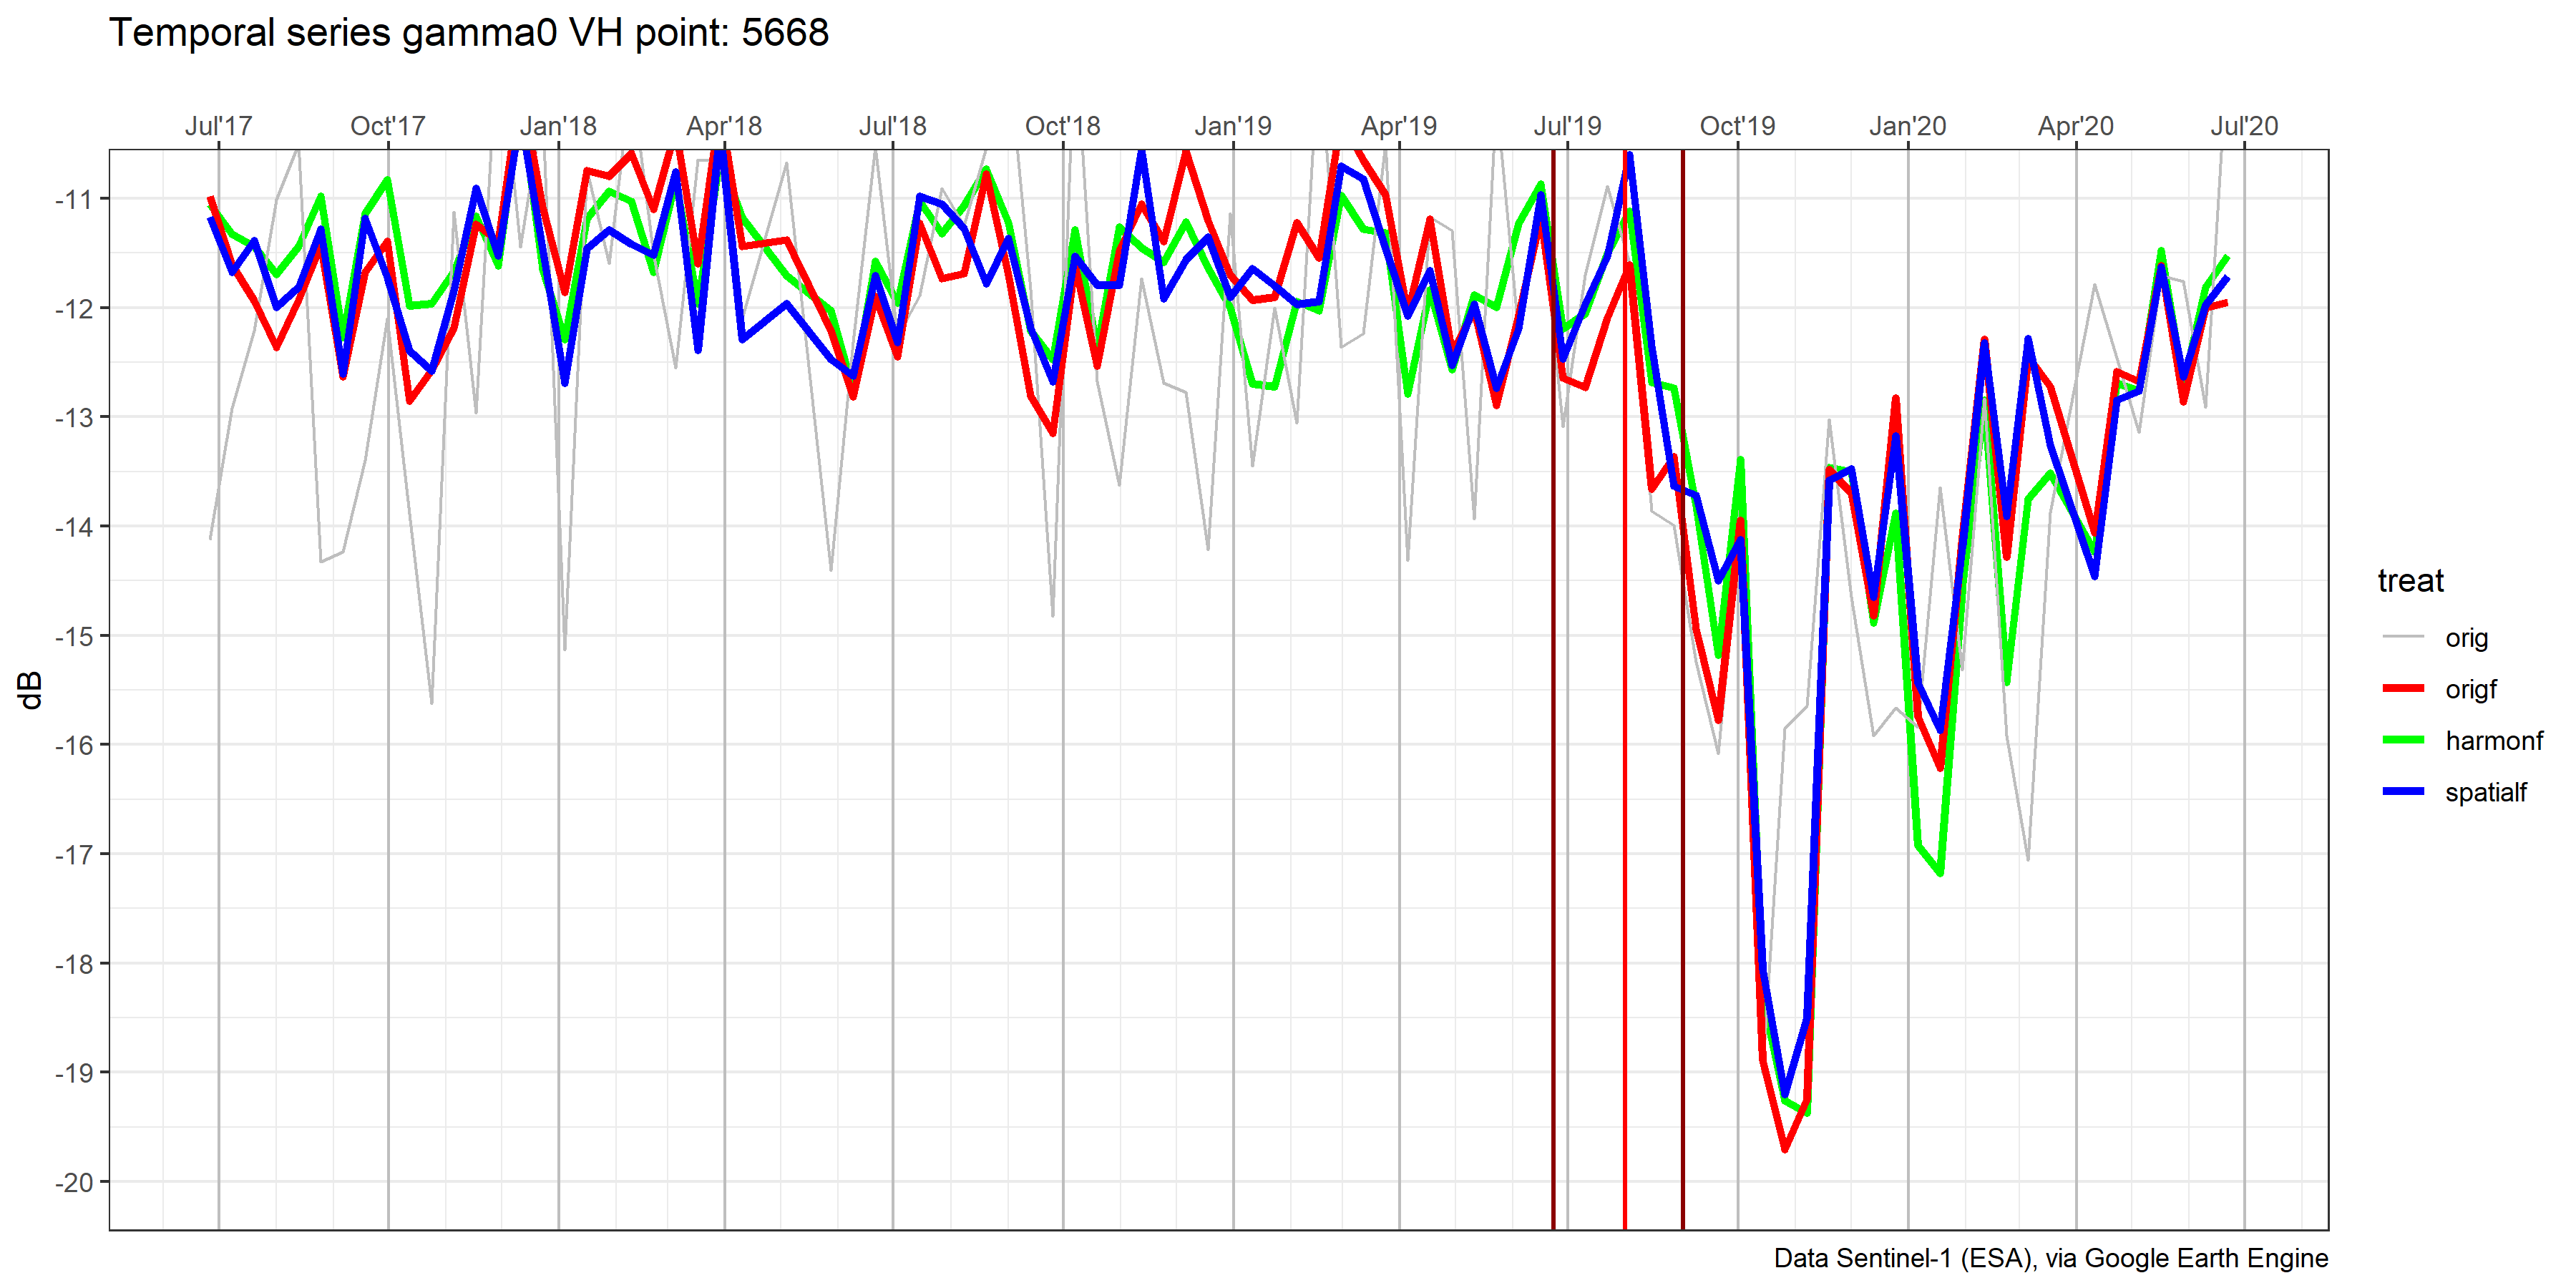 Temporal series gamma0 VH point: 5668
Jul'17 Oct'17 Jan'18 Apr'18 Jul'18 Oct'18 Jan'19 Apr'19 Jul'19 Oct'19 Jan'20 Apr'20 Jul'20
-11
-12
-13
-14
-15
-16
-17
-18
-19
-20
dB
treat
orig
origf
harmonf
spatialf
Data Sentinel-1 (ESA), via Google Earth Engine